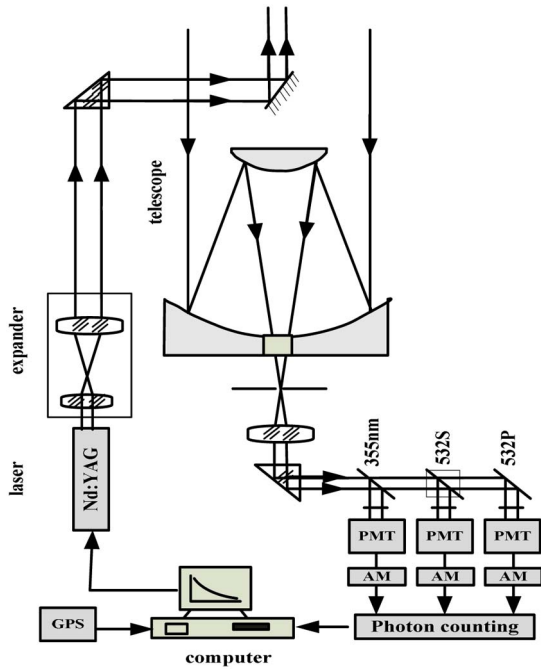 telescope
expander
laser
Nd:YAG
355nm
532S
532P
PMT
PMT
PMT
AM
AM
AM
GPS
Photon counting
computer